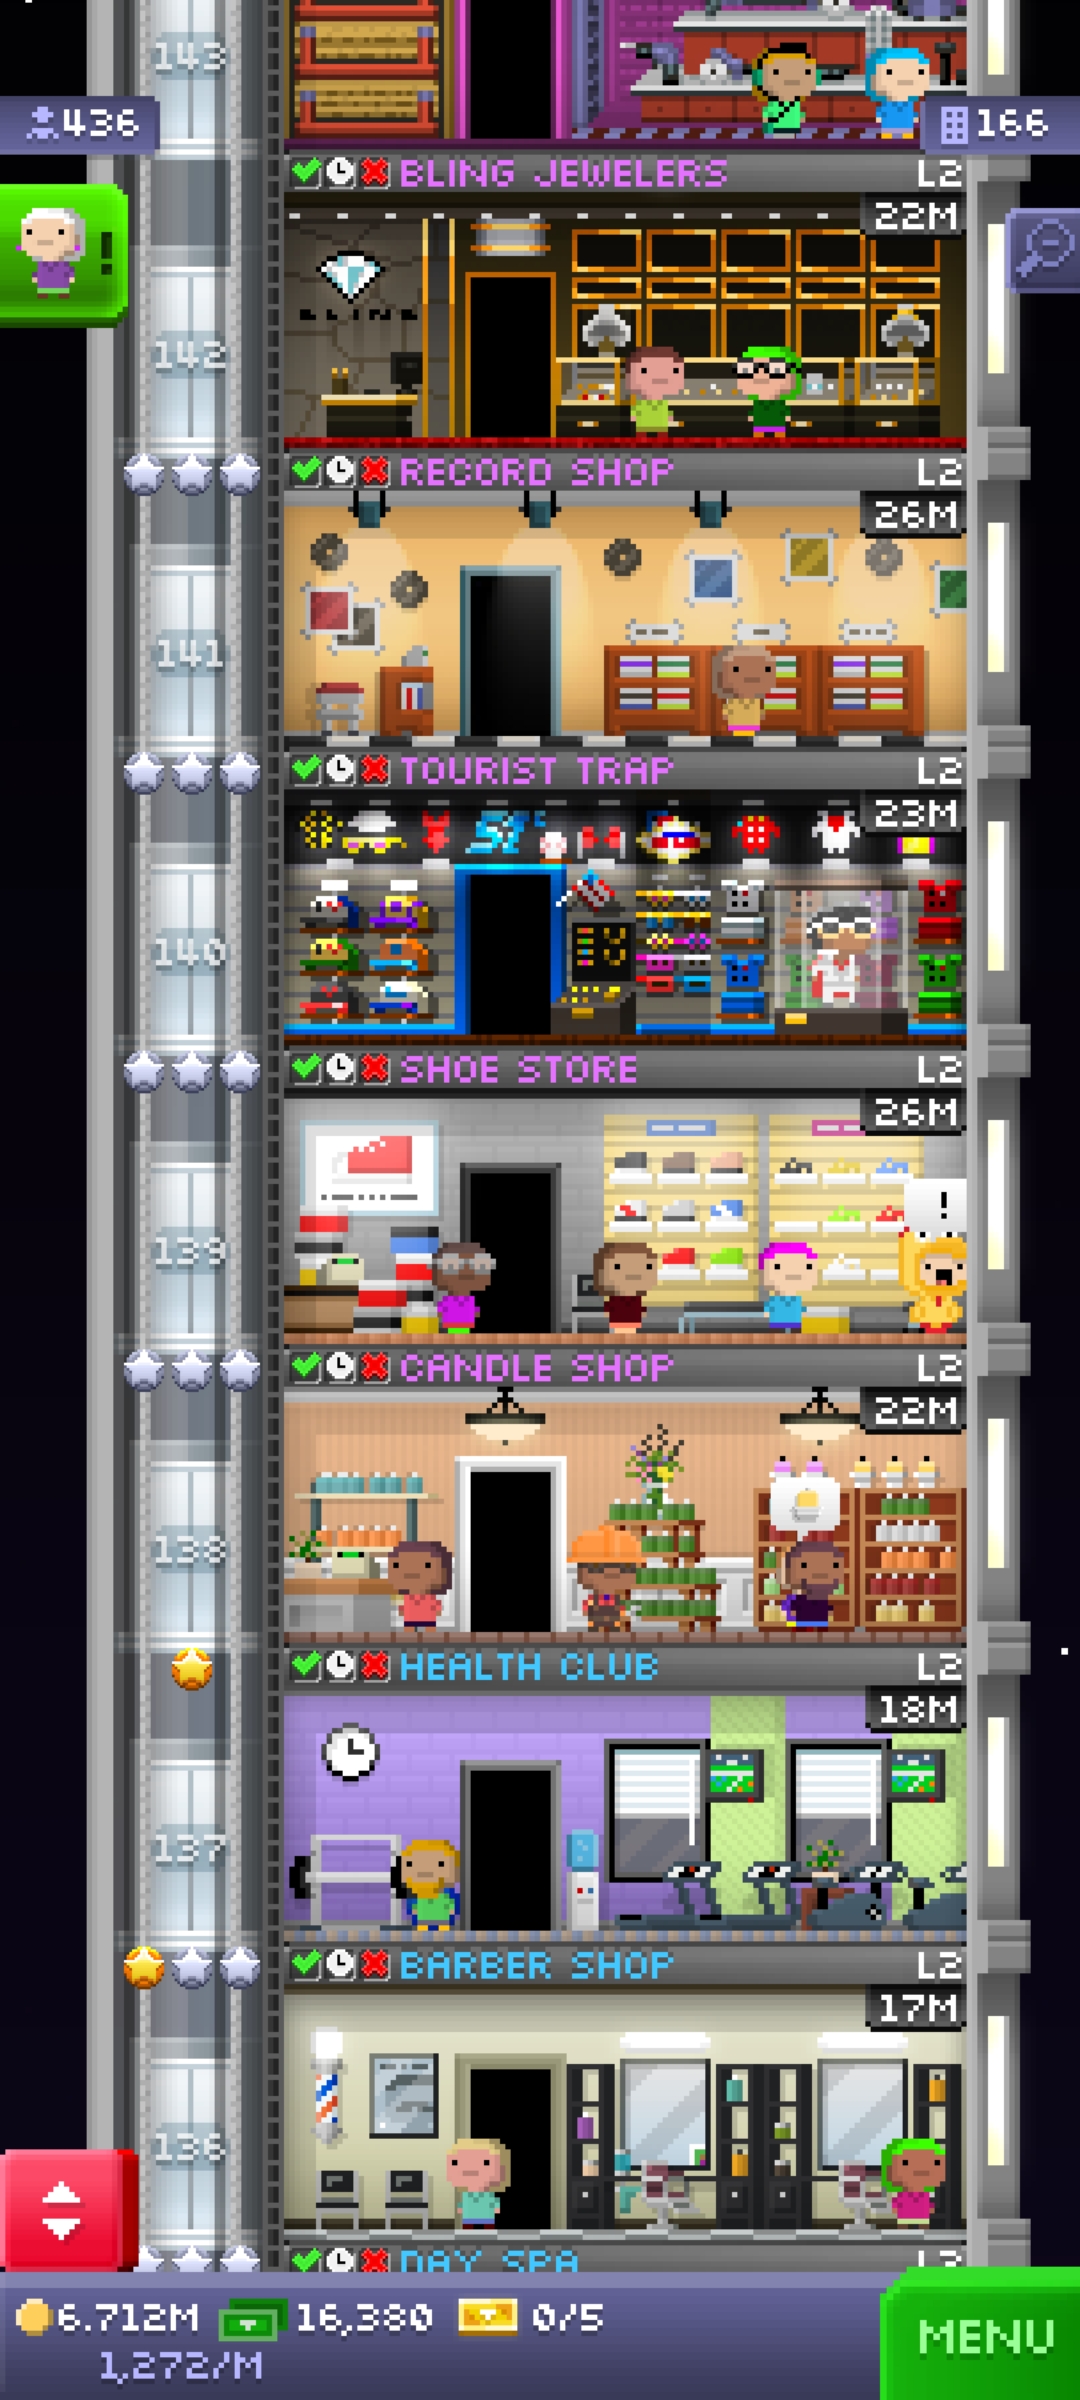 143
436
166
BLING JEWELERS L2
22M
!
BLING
142
RECORD SHOP L2
26M
141
TOURIST TRAP L2
23M
140
SHOE STORE L2
26M
!
139
CANDLE SHOP L2
22M
138
HEALTH CLUB L2
18M
137
BARBER SHOP L2
17M
136
DAY SPA L3
6.712M 16,380 0/5
1,272/M
MENU